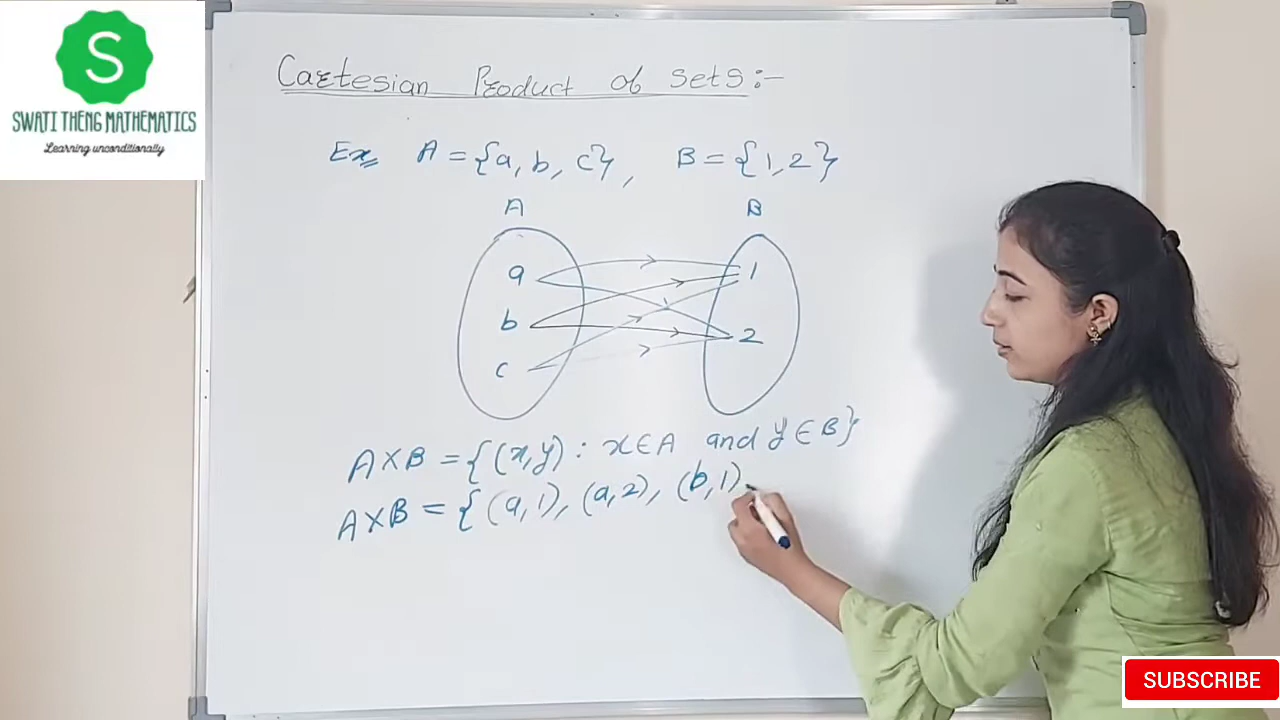 S
SWATI THENG MATHEMATICS
Learning unconditionally
Cartesian Product of sets:-
Ex, A = {a, b, c}, B = {1, 2}
A B
a 1
b 2
c
A×B = {(x,y) : x∈A and y∈B}
A×B = {(a,1), (a,2), (b,1)
SUBSCRIBE